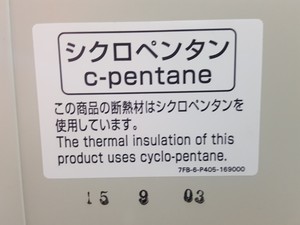 シクロペンタン
c-pentane
この商品の断熱材はシクロペンタンを
使用しています。
The thermal insulation of this
product uses cyclo-pentane.
7FB-6-P405-169000
15 9 03